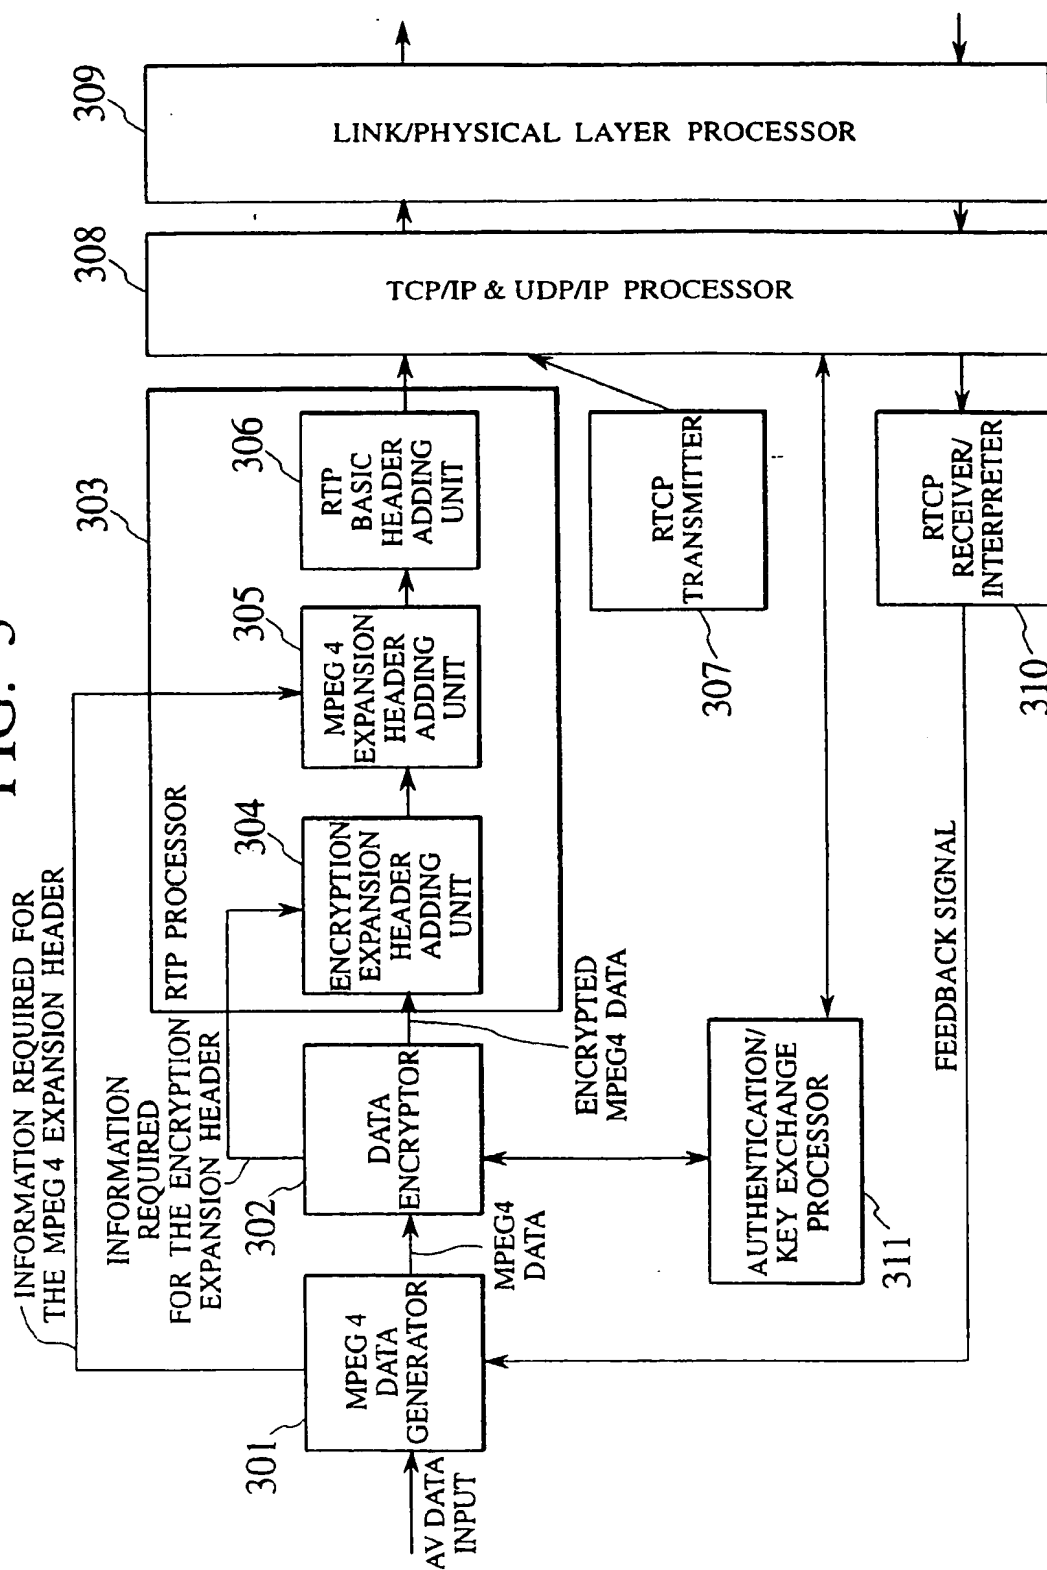 FIG. 3
INFORMATION REQUIRED FOR
THE MPEG 4 EXPANSION HEADER
INFORMATION
REQUIRED
FOR THE ENCRYPTION
EXPANSION HEADER
303
RTP PROCESSOR
308
309
301
MPEG 4
DATA
GENERATOR
AV DATA
INPUT
MPEG4
DATA
302
DATA
ENCRYPTOR
ENCRYPTED
MPEG4 DATA
304
ENCRYPTION
EXPANSION
HEADER
ADDING
UNIT
305
MPEG 4
EXPANSION
HEADER
ADDING
UNIT
306
RTP
BASIC
HEADER
ADDING
UNIT
TCP/IP & UDP/IP PROCESSOR
LINK/PHYSICAL LAYER PROCESSOR
RTCP
TRANSMITTER
307
AUTHENTICATION/
KEY EXCHANGE
PROCESSOR
311
RTCP
RECEIVER/
INTERPRETER
310
FEEDBACK SIGNAL